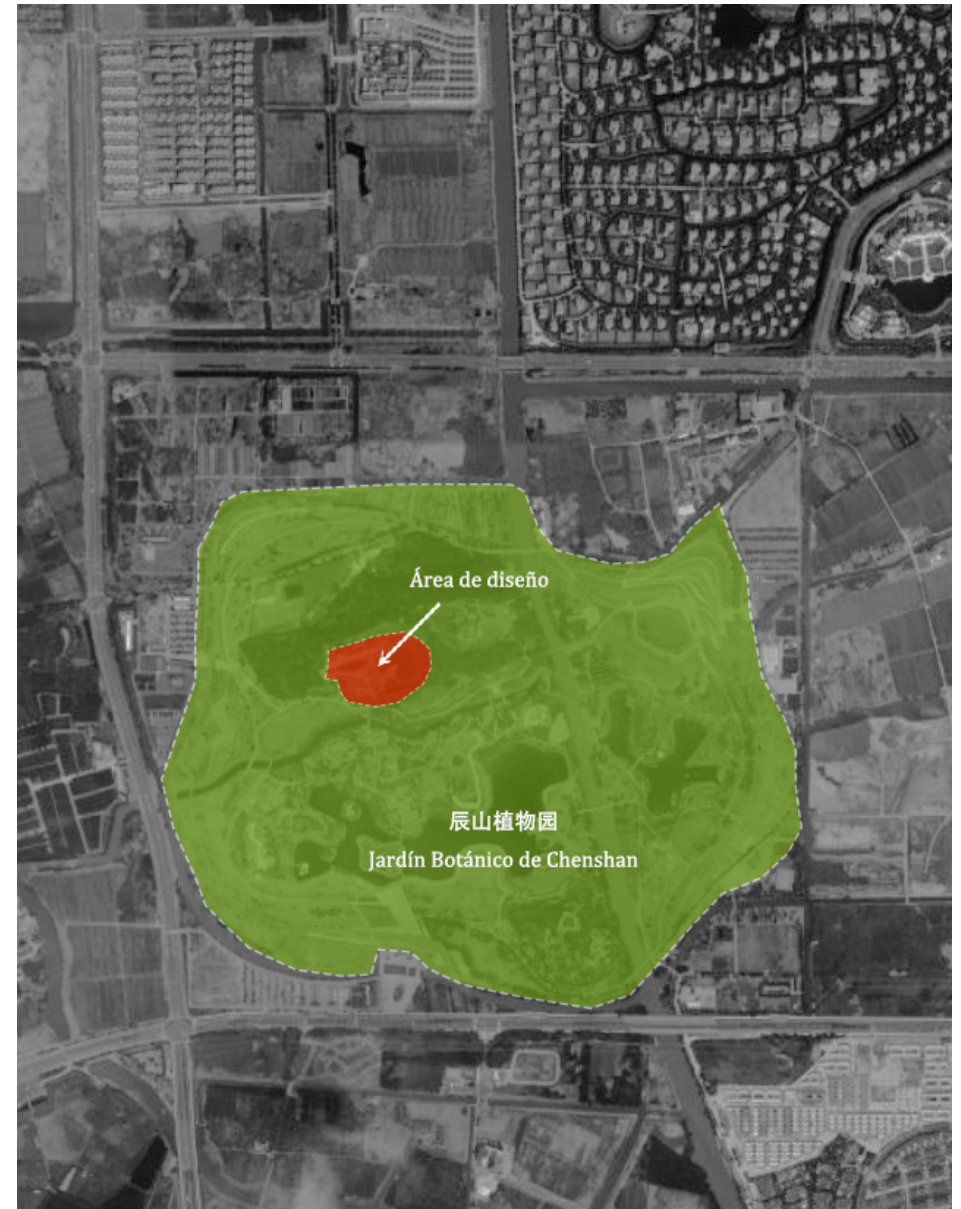 Área de diseño
辰山植物园
Jardín Botánico de Chenshan